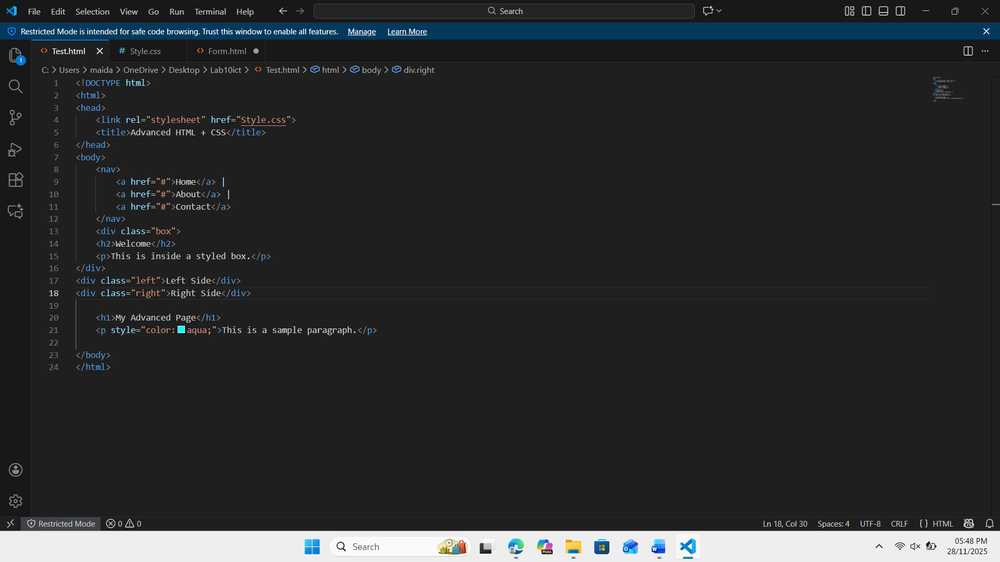 File Edit Selection View Go Run Terminal Help
Search
Restricted Mode is intended for safe code browsing. Trust this window to enable all features. Manage Learn More
1
Test.html
# Style.css
Form.html
C: > Users > maida > OneDrive > Desktop > Lab10ict > Test.html > html > body > div.right
1 <!DOCTYPE html>
2 <html>
3 <head>
4 <link rel="stylesheet" href="Style.css">
5 <title>Advanced HTML + CSS</title>
6 </head>
7 <body>
8 <nav>
9 <a href="#">Home</a> |
10 <a href="#">About</a> |
11 <a href="#">Contact</a>
12 </nav>
13 <div class="box">
14 <h2>Welcome</h2>
15 <p>This is inside a styled box.</p>
16 </div>
17 <div class="left">Left Side</div>
18 <div class="right">Right Side</div>
19
20 <h1>My Advanced Page</h1>
21 <p style="color:aqua;">This is a sample paragraph.</p>
22
23 </body>
24 </html>
Restricted Mode 0 0
Ln 18, Col 30 Spaces: 4 UTF-8 CRLF { } HTML
Search
M365
05:48 PM
28/11/2025